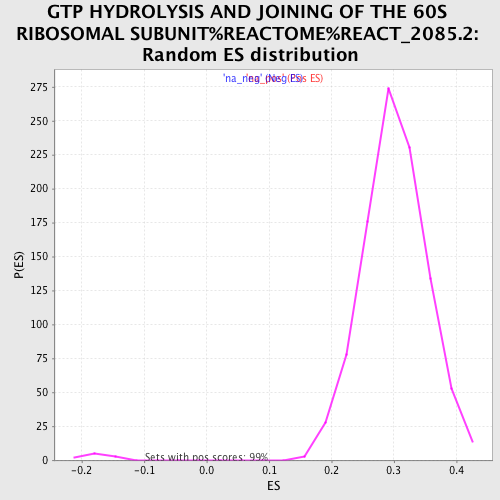 GTP HYDROLYSIS AND JOINING OF THE 60S
RIBOSOMAL SUBUNIT%REACTOME%REACT_2085.2:
Random ES distribution
(Pos ES)
275
250
225
200
175
150
125
100
75
50
25
0
P(ES)
Sets with pos scores: 99%
-0.2
-0.1
0.0
0.1
0.2
0.3
0.4
ES